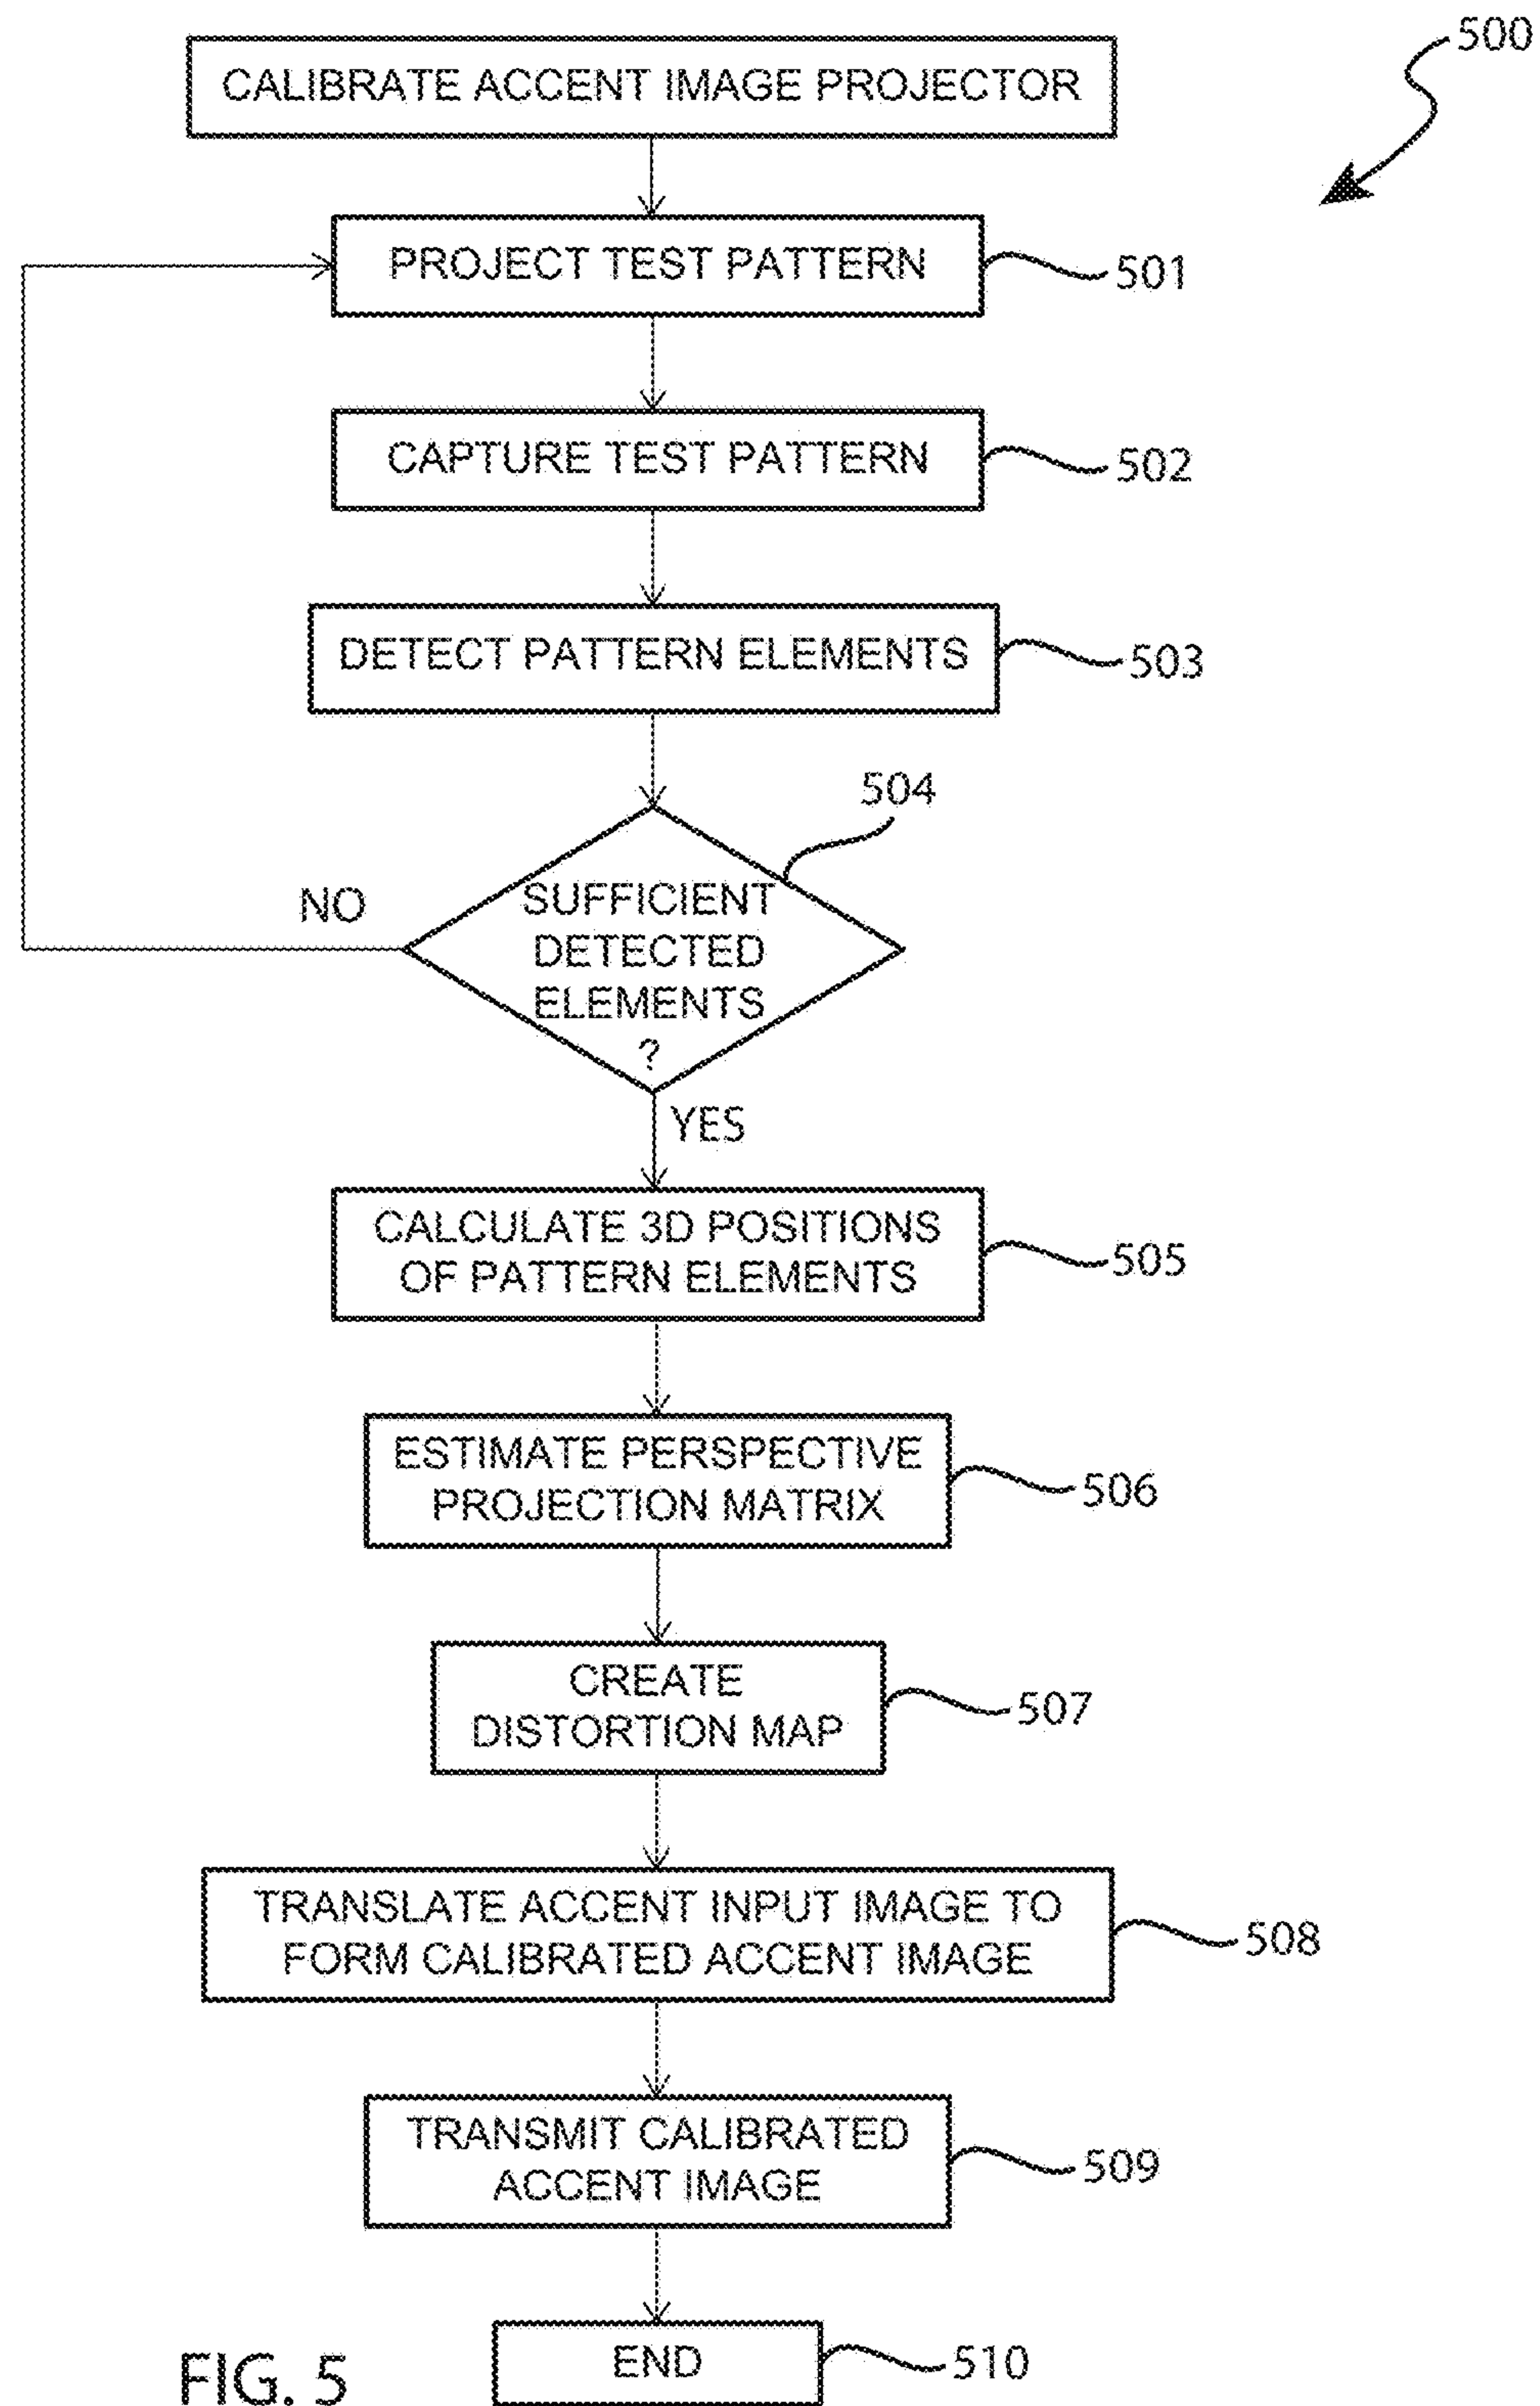 500
CALIBRATE ACCENT IMAGE PROJECTOR
PROJECT TEST PATTERN
501
CAPTURE TEST PATTERN
502
DETECT PATTERN ELEMENTS
503
504
NO
SUFFICIENT
DETECTED
ELEMENTS
?
YES
CALCULATE 3D POSITIONS
OF PATTERN ELEMENTS
505
ESTIMATE PERSPECTIVE
PROJECTION MATRIX
506
CREATE
DISTORTION MAP
507
TRANSLATE ACCENT INPUT IMAGE TO
FORM CALIBRATED ACCENT IMAGE
508
TRANSMIT CALIBRATED
ACCENT IMAGE
509
END
510
FIG. 5